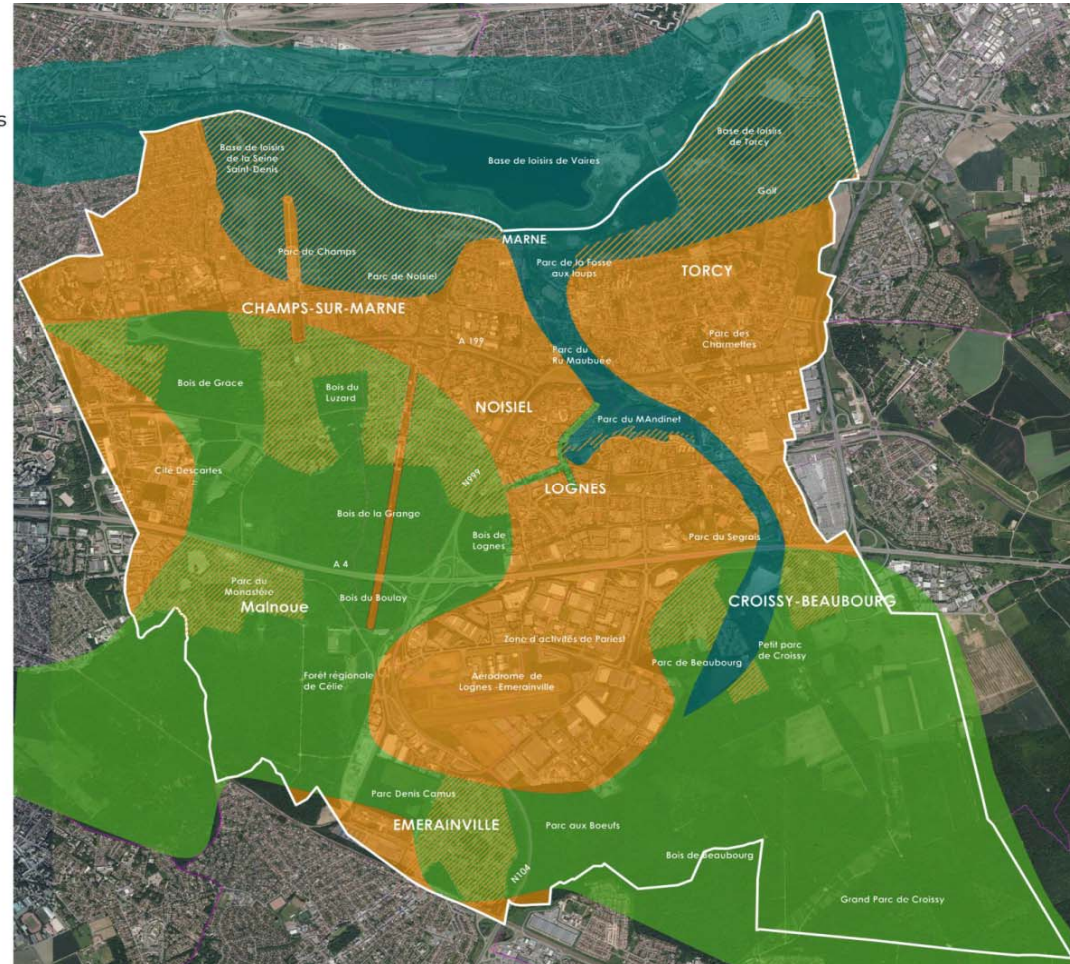 s
Base de loisirs
de la Seine
Saint-Denis
Base de loisirs de Vaires
Base de loisirs
de Torcy
Golf
MARNE
Parc de Champs
Parc de Noisiel
Parc de la Fosse
aux loups
TORCY
CHAMPS-SUR-MARNE
A 199
Parc des
Charmettes
Parc du
Ru Maubuée
Bois de Grace
Bois du
Luzard
NOISIEL
Parc du MAndinet
Cité Descartes
N999
LOGNES
Bois de la Grange
Bois de
Lognes
Parc du Segrais
A 4
Parc du
Monastère
Malnoue
Bois du Boulay
CROISSY-BEAUBOURG
Zone d'activités de Pariest
Petit parc
de Croissy
Parc de Beaubourg
Forêt régionale
de Célie
Aérodrome de
Lognes -Emerainville
Parc Denis Camus
EMERAINVILLE
Parc aux Boeufs
Bois de Beaubourg
N104
Grand Parc de Croissy